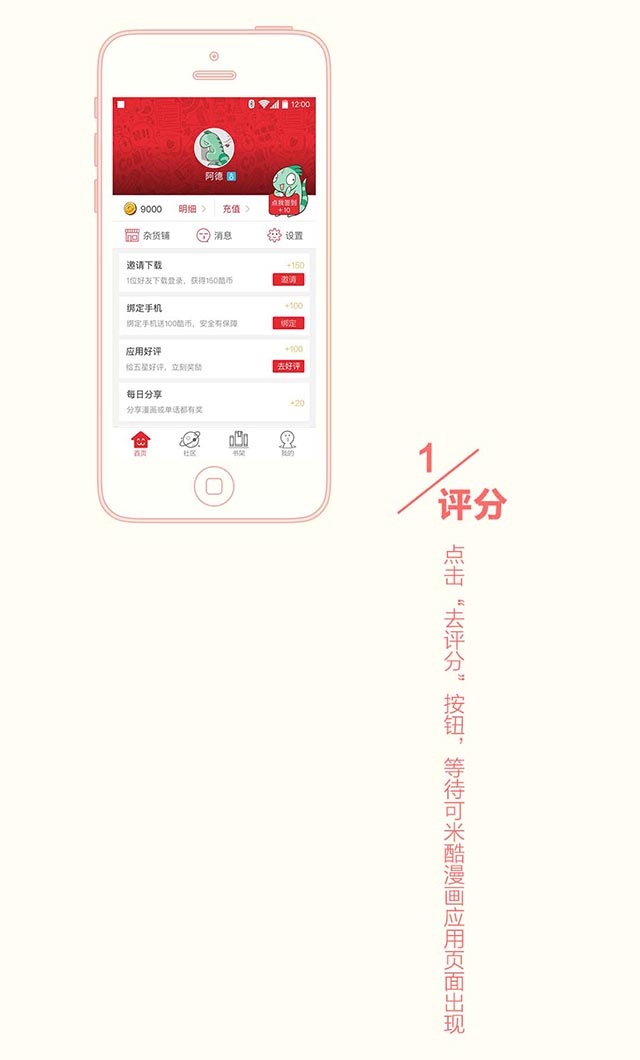 12:00
阿德
点我签到
+10
9000
明细
充值
杂货铺
消息
设置
邀请下载
+150
1位好友下载登录，获得150酷币
邀请
绑定手机
+100
绑定手机送100酷币，安全有保障
绑定
应用好评
+100
给五星好评，立刻奖励
去好评
每日分享
+20
分享漫画或单话都有奖
首页
社区
书架
我的
1
评分
点击“去评分”按钮，等待可米酷漫画应用页面出现